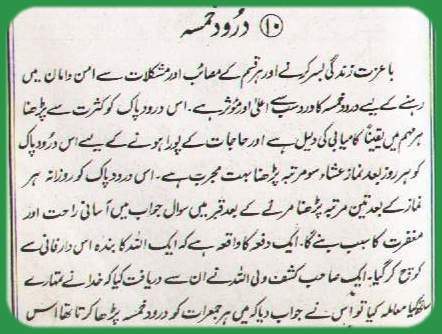 ۱۰ درُود خمسہ
باعزت زندگی بسر کرنے اور ہر قسم کے مصائب اور مشکلات سے امن و امان میں
رہنے کے لیے درود خمسہ کا ورد سب سے اعلیٰ اور مؤثر ہے۔ اس درود پاک کو کثرت سے پڑھنا
ہر مہم میں یقیناً کامیابی کی دلیل ہے اور حاجات کے پورا ہونے کے لیے اس درُود پاک
کو ہر روز بعد نماز عشاء سو مرتبہ پڑھنا بہت مجرب ہے۔ اس درود پاک کو روزانہ ہر
نماز کے بعد تین مرتبہ پڑھنا مرنے کے بعد قبر میں سوال جواب میں آسانی راحت اور
مغفرت کا سبب بنے گا۔ ایک دفعہ کا واقعہ ہے کہ ایک اللہ کا بندہ اس دار فانی سے
کوچ کر گیا۔ ایک صاحب کشف ولی اللہ نے ان سے دریافت کیا کہ خدا نے تمہارے
ساتھ کیا معاملہ کیا تو اس نے جواب دیا کہ میں ہر جمعرات کو درود خمسہ پڑھا کرتا تھا اس